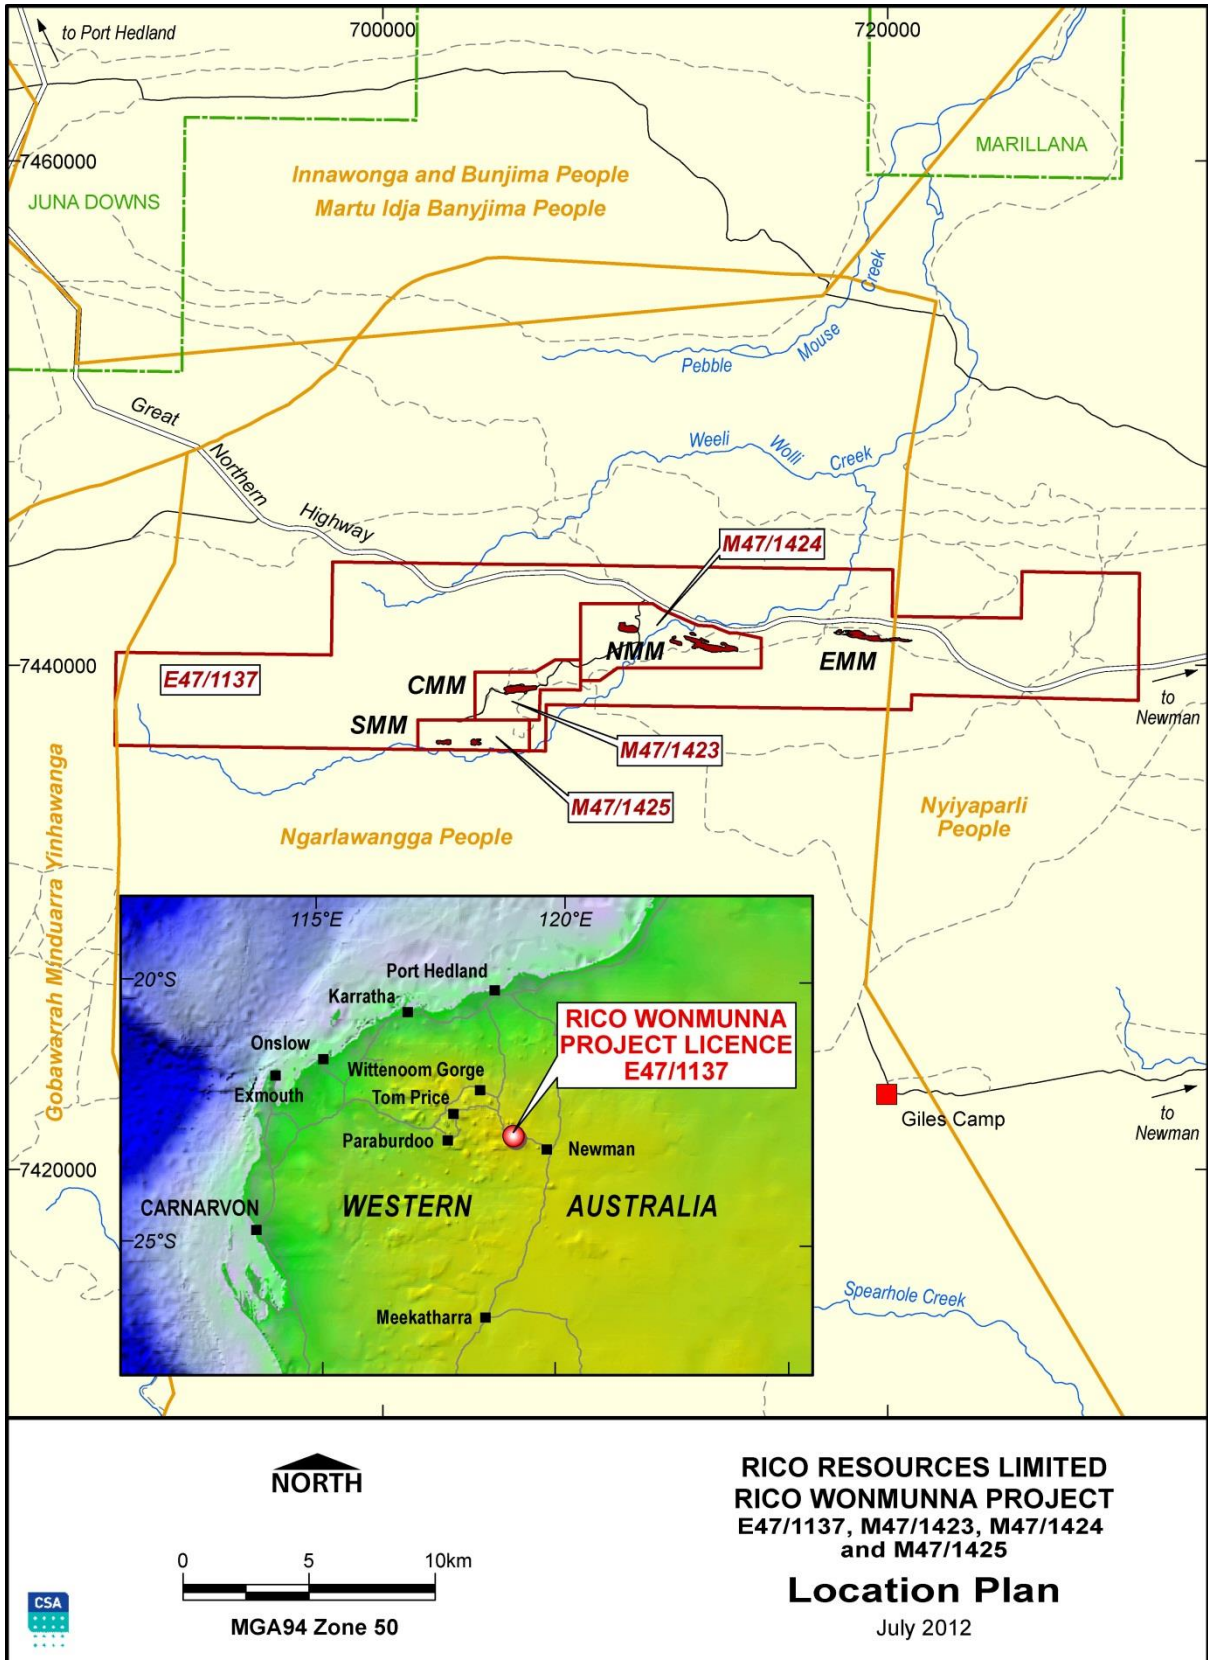 700000
720000
to Port Hedland
7460000
MARILLANA
Innawonga and Bunjima People
Martu Idja Banyjima People
JUNA DOWNS
Pebble Mouse Creek
Great Northern Highway
Weeli Wolli Creek
M47/1424
7440000
E47/1137
NMM
EMM
CMM
SMM
to
Newman
M47/1423
M47/1425
Ngarlawangga People
Nyiyaparli
People
Gobawarrah Minduarra Yinhawanga
115°E
120°E
20°S
Port Hedland
Karratha
RICO WONMUNNA
PROJECT LICENCE
E47/1137
Onslow
Exmouth
Wittenoom Gorge
Tom Price
Paraburdoo
Newman
Giles Camp
to
Newman
7420000
CARNARVON
WESTERN AUSTRALIA
25°S
Meekatharra
Spearhole Creek
NORTH
0 5 10km
MGA94 Zone 50
CSA
RICO RESOURCES LIMITED
RICO WONMUNNA PROJECT
E47/1137, M47/1423, M47/1424
and M47/1425
Location Plan
July 2012